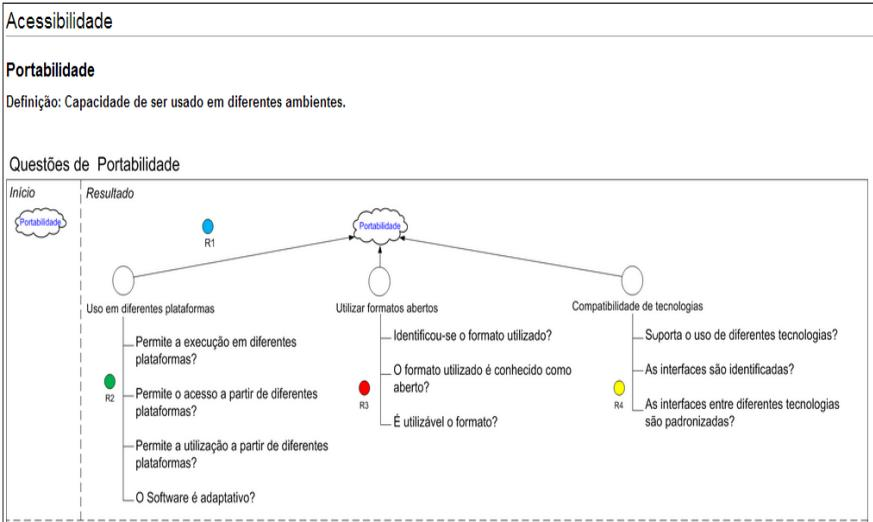 Acessibilidade
Portabilidade
Definição: Capacidade de ser usado em diferentes ambientes.
Questões de Portabilidade
Início
Resultado
Portabilidade
R1
Portabilidade
Uso em diferentes plataformas
Permite a execução em diferentes
plataformas?
R2
Permite o acesso a partir de diferentes
plataformas?
Permite a utilização a partir de diferentes
plataformas?
O Software é adaptativo?
Utilizar formatos abertos
Identificou-se o formato utilizado?
O formato utilizado é conhecido como
aberto?
R3
É utilizável o formato?
Compatibilidade de tecnologias
Suporta o uso de diferentes tecnologias?
As interfaces são identificadas?
R4
As interfaces entre diferentes tecnologias
são padronizadas?